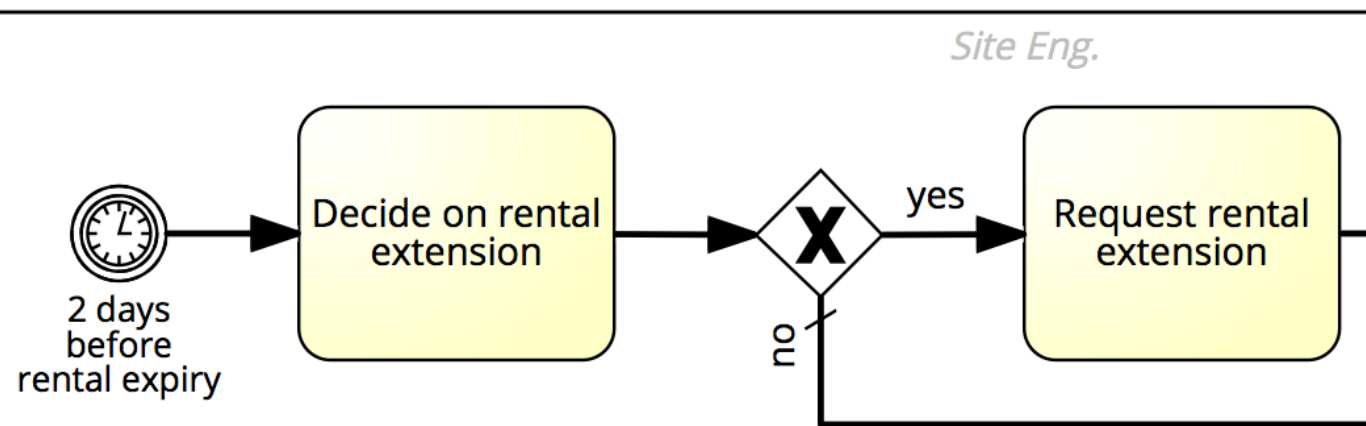 Site Eng.
Decide on rental
extension
yes
Request rental
extension
2 days
before
rental expiry
no